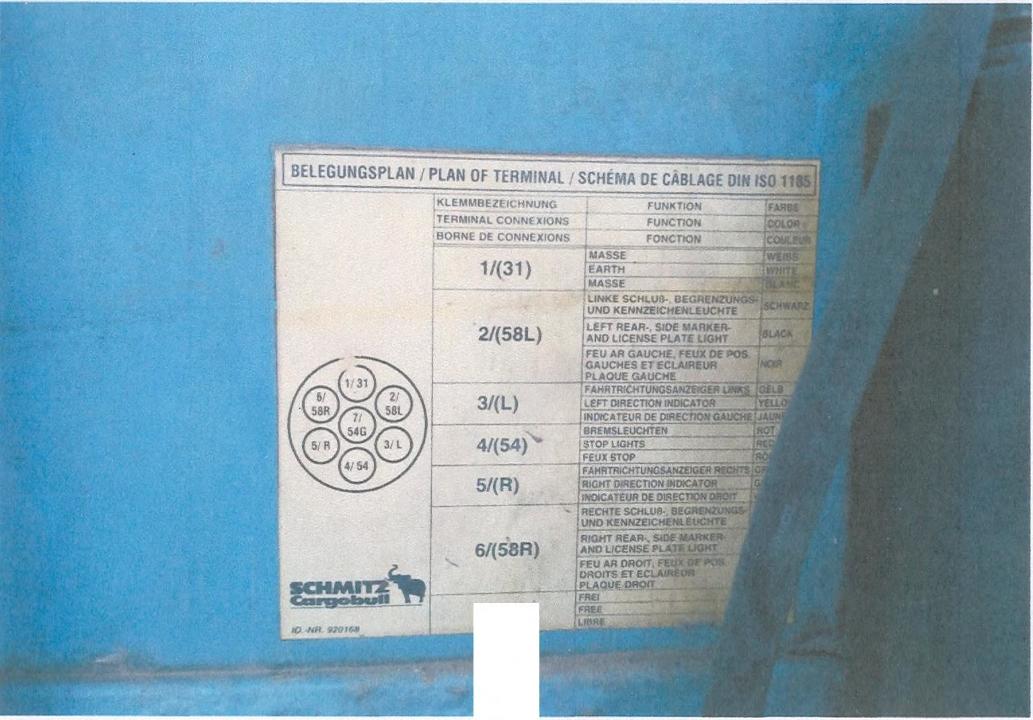 BELEGUNGSPLAN / PLAN OF TERMINAL / SCHÉMA DE CÂBLAGE DIN ISO 1185
KLEMMBEZEICHNUNG FUNKTION FARBE
TERMINAL CONNEXIONS FUNCTION COLOR
BORNE DE CONNEXIONS FONCTION COULEUR
1/(31)
MASSE WEISS
EARTH WHITE
MASSE BLANC
2/(58L)
LINKE SCHLUß-, BEGRENZUNGS- SCHWARZ
UND KENNZEICHENLEUCHTE
LEFT REAR-, SIDE MARKER- BLACK
AND LICENSE PLATE LIGHT
FEU AR GAUCHE, FEUX DE POS. NOIR
GAUCHES ET ECLAIREUR
PLAQUE GAUCHE
3/(L)
FAHRTRICHTUNGSANZEIGER LINKS GELB
LEFT DIRECTION INDICATOR YELLO
INDICATEUR DE DIRECTION GAUCHE JAUN
4/(54)
BREMSLEUCHTEN ROT
STOP LIGHTS RED
FEUX STOP RO
5/(R)
FAHRTRICHTUNGSANZEIGER RECHTS
RIGHT DIRECTION INDICATOR
INDICATEUR DE DIRECTION DROIT
6/(58R)
RECHTE SCHLUß-, BEGRENZUNGS-
UND KENNZEICHENLEUCHTE
RIGHT REAR-, SIDE MARKER-
AND LICENSE PLATE LIGHT
FEU AR DROIT, FEUX DE POS.
DROITS ET ECLAIREUR
PLAQUE DROIT
FREI
FREE
LIBRE
1/ 31
6/
58R
2/
58L
7/
54G
5/ R
3/ L
4/ 54
SCHMITZ
Cargobull
ID.-NR. 920168